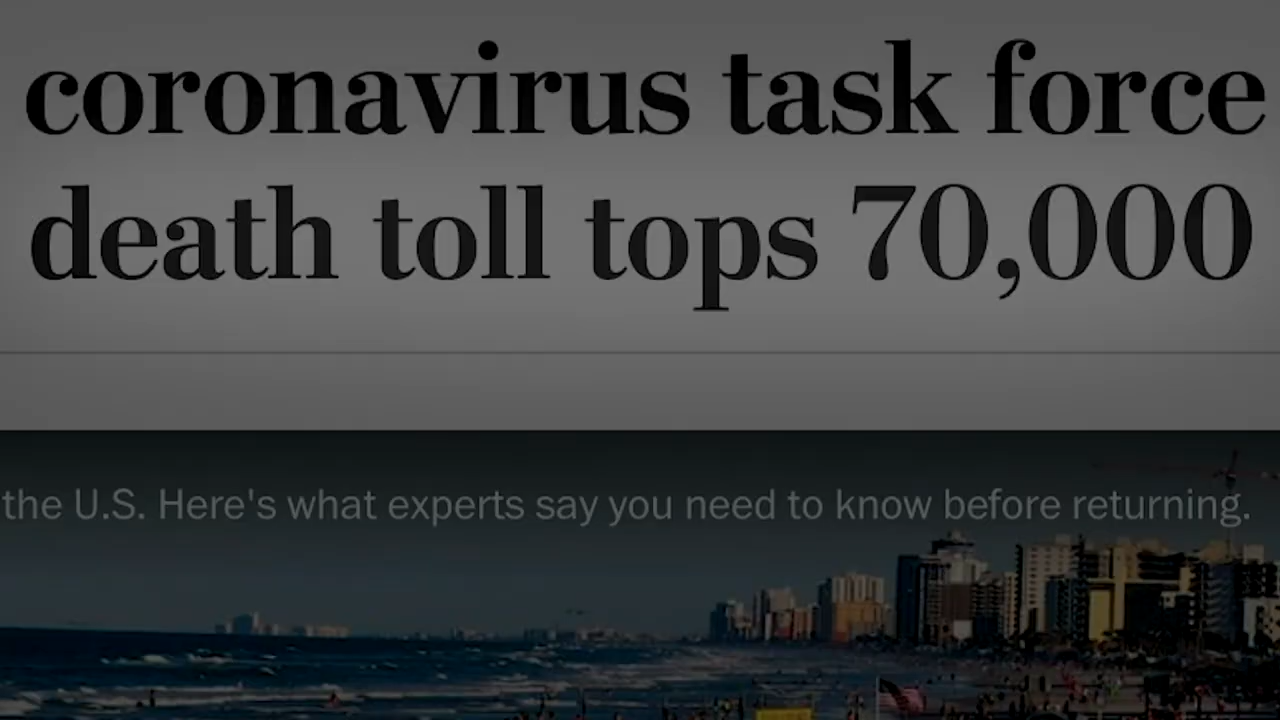 coronavirus task force
death toll tops 70,000
the U.S. Here's what experts say you need to know before returning.